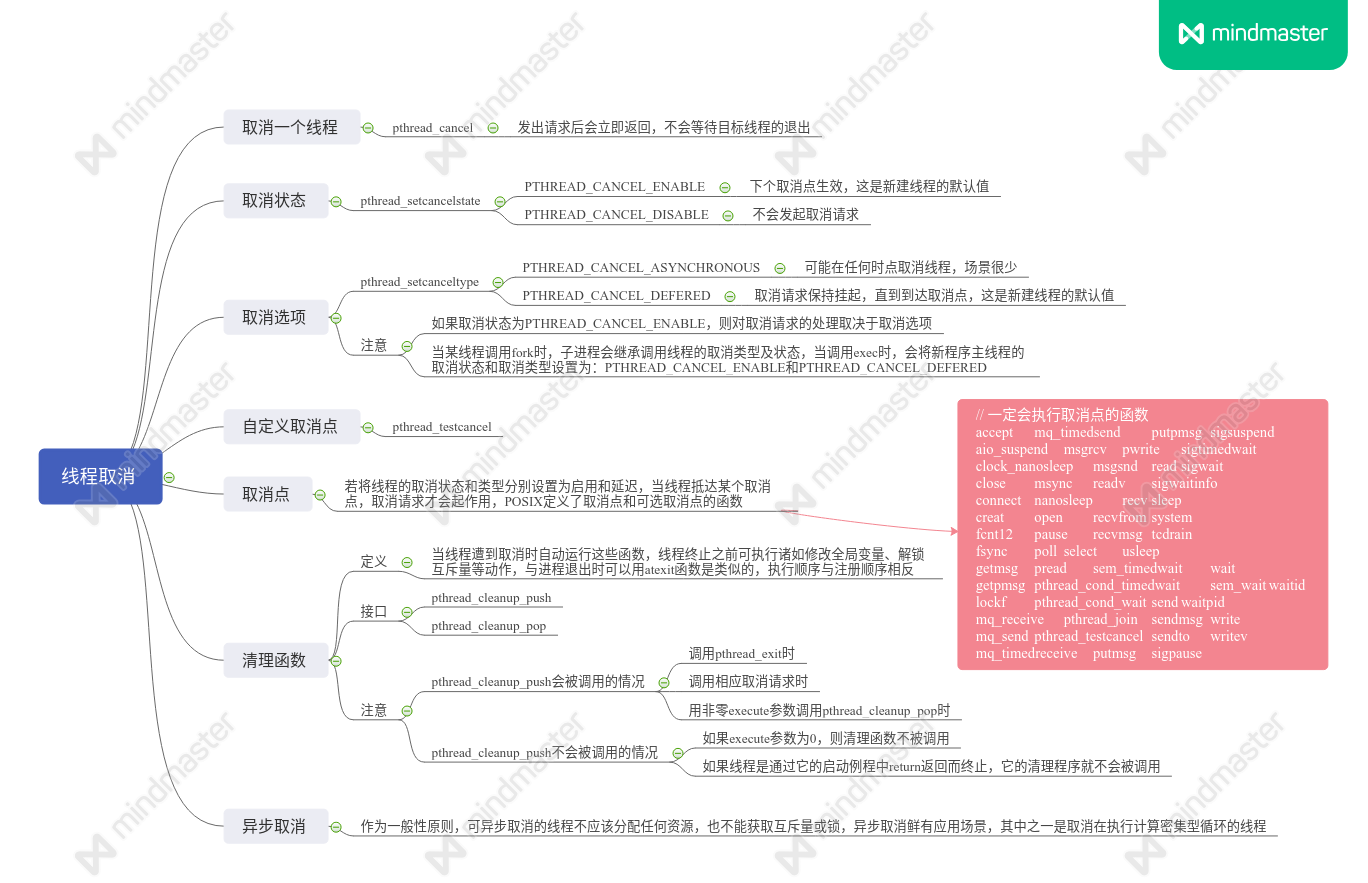 mindmaster
取消一个线程
pthread_cancel
发出请求后会立即返回，不会等待目标线程的退出
取消状态
pthread_setcancelstate
PTHREAD_CANCEL_ENABLE
下个取消点生效，这是新建线程的默认值
PTHREAD_CANCEL_DISABLE
不会发起取消请求
取消选项
pthread_setcanceltype
PTHREAD_CANCEL_ASYNCHRONOUS
可能在任何时点取消线程，场景很少
PTHREAD_CANCEL_DEFERED
取消请求保持挂起，直到到达取消点，这是新建线程的默认值
注意
如果取消状态为PTHREAD_CANCEL_ENABLE，则对取消请求的处理取决于取消选项
当某线程调用fork时，子进程会继承调用线程的取消类型及状态，当调用exec时，会将新程序主线程的
取消状态和取消类型设置为：PTHREAD_CANCEL_ENABLE和PTHREAD_CANCEL_DEFERED
自定义取消点
pthread_testcancel
线程取消
取消点
若将线程的取消状态和类型分别设置为启用和延迟，当线程抵达某个取消
点，取消请求才会起作用，POSIX定义了取消点和可选取消点的函数
// 一定会执行取消点的函数
accept mq_timedsend putpmsg sigsuspend
aio_suspend msgrcv pwrite sigtimedwait
clock_nanosleep msgsnd read sigwait
close msync readv sigwaitinfo
connect nanosleep recv sleep
creat open recvfrom system
fcnt12 pause recvmsg tcdrain
fsync poll select usleep
getmsg pread sem_timedwait wait
getpmsg pthread_cond_timedwait sem_wait waitid
lockf pthread_cond_wait send waitpid
mq_receive pthread_join sendmsg write
mq_send pthread_testcancel sendto writev
mq_timedreceive putmsg sigpause
清理函数
定义
当线程遭到取消时自动运行这些函数，线程终止之前可执行诸如修改全局变量、解锁
互斥量等动作，与进程退出时可以用atexit函数是类似的，执行顺序与注册顺序相反
接口
pthread_cleanup_push
pthread_cleanup_pop
注意
pthread_cleanup_push会被调用的情况
调用pthread_exit时
调用相应取消请求时
用非零execute参数调用pthread_cleanup_pop时
pthread_cleanup_push不会被调用的情况
如果execute参数为0，则清理函数不被调用
如果线程是通过它的启动例程中return返回而终止，它的清理程序就不会被调用
异步取消
作为一般性原则，可异步取消的线程不应该分配任何资源，也不能获取互斥量或锁，异步取消鲜有应用场景，其中之一是取消在执行计算密集型循环的线程
mindmaster
mindmaster
mindmaster
mindmaster
mindmaster
mindmaster
mindmaster
mindmaster
mindmaster
mindmaster
mindmaster
mindmaster